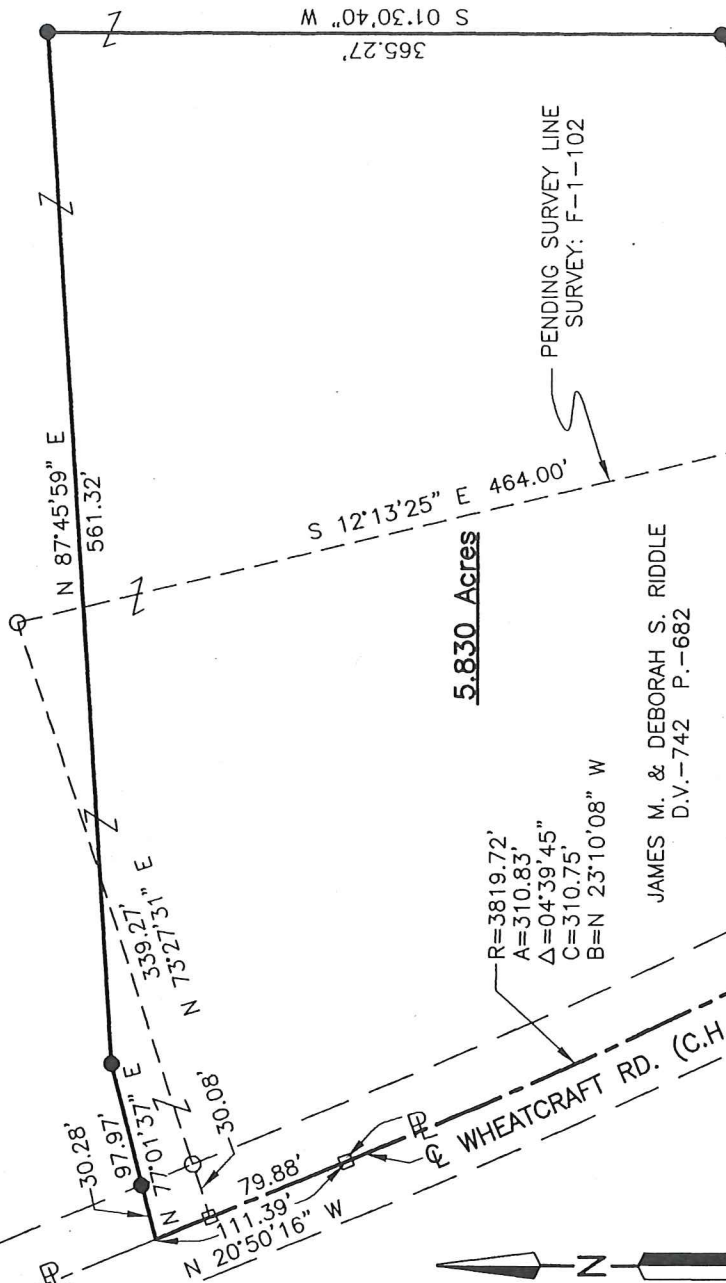 S 01°30'40" W
365.27'
N 87°45'59" E
561.32'
PENDING SURVEY LINE
SURVEY: F-1-102
S 12°13'25" E 464.00'
5.830 Acres
339.27'
N 73°27'31" E
30.28'
97.97'
N 77°01'37" E
30.08'
79.88'
111.39'
N 20°50'16" W
R=3819.72'
A=310.83'
Δ=04°39'45"
C=310.75'
B=N 23°10'08" W
JAMES M. & DEBORAH S. RIDDLE
D.V.-742 P.-682
PL
PL
CL WHEATCRAFT RD. (C.H
N